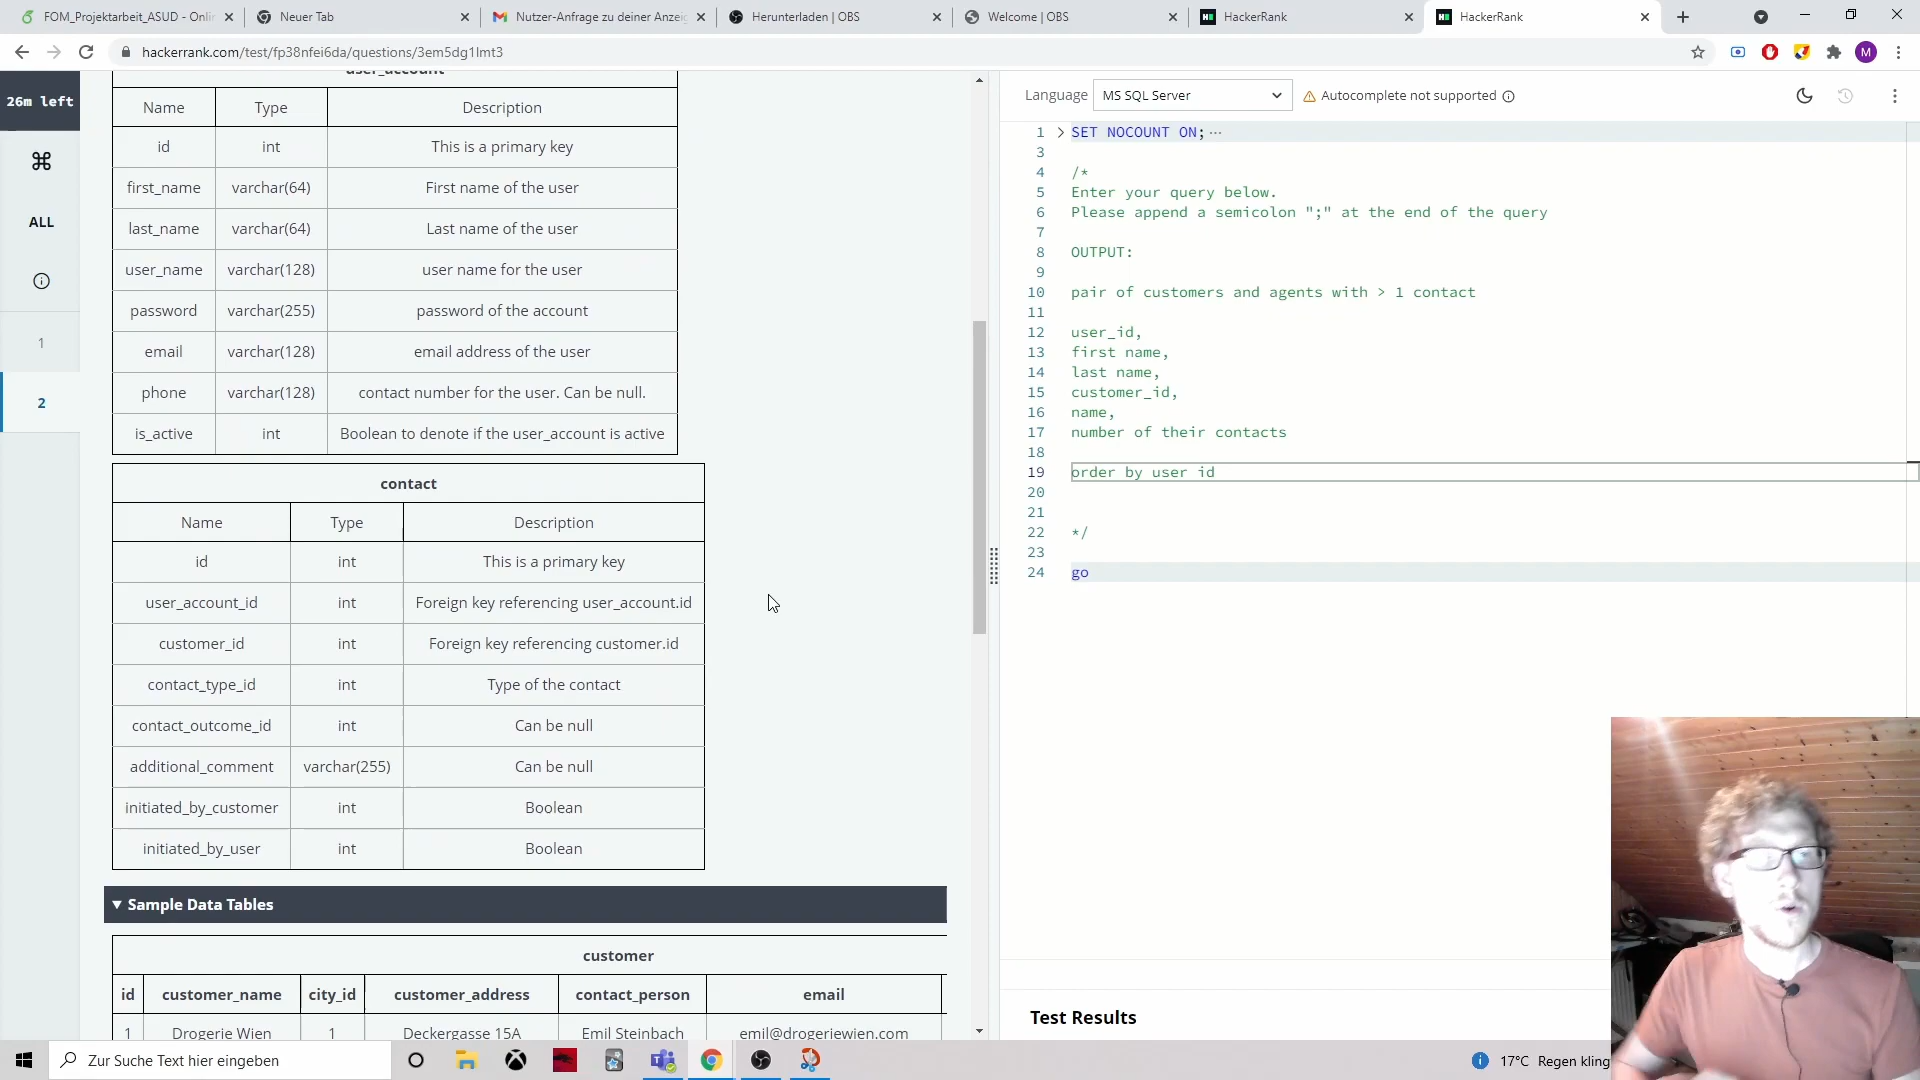 FOM_Projektarbeit_ASUD - Onli
Neuer Tab
Nutzer-Anfrage zu deiner Anzeig
Herunterladen | OBS
Welcome | OBS
HackerRank
HackerRank
hackerrank.com/test/fp38nfei6da/questions/3em5dg1lmt3
M
26m left
ALL
1
2
user_account
Name Type Description
id int This is a primary key
first_name varchar(64) First name of the user
last_name varchar(64) Last name of the user
user_name varchar(128) user name for the user
password varchar(255) password of the account
email varchar(128) email address of the user
phone varchar(128) contact number for the user. Can be null.
is_active int Boolean to denote if the user_account is active
contact
Name Type Description
id int This is a primary key
user_account_id int Foreign key referencing user_account.id
customer_id int Foreign key referencing customer.id
contact_type_id int Type of the contact
contact_outcome_id int Can be null
additional_comment varchar(255) Can be null
initiated_by_customer int Boolean
initiated_by_user int Boolean
Sample Data Tables
customer
id customer_name city_id customer_address contact_person email
1 Drogerie Wien 1 Deckergasse 15A Emil Steinbach emil@drogeriewien.com
Language MS SQL Server Autocomplete not supported
1 SET NOCOUNT ON; ···
3
4 /*
5 Enter your query below.
6 Please append a semicolon ";" at the end of the query
7
8 OUTPUT:
9
10 pair of customers and agents with > 1 contact
11
12 user_id,
13 first name,
14 last name,
15 customer_id,
16 name,
17 number of their contacts
18
19 order by user id
20
21
22 */
23
24 go
Test Results
Zur Suche Text hier eingeben
17°C Regen kling